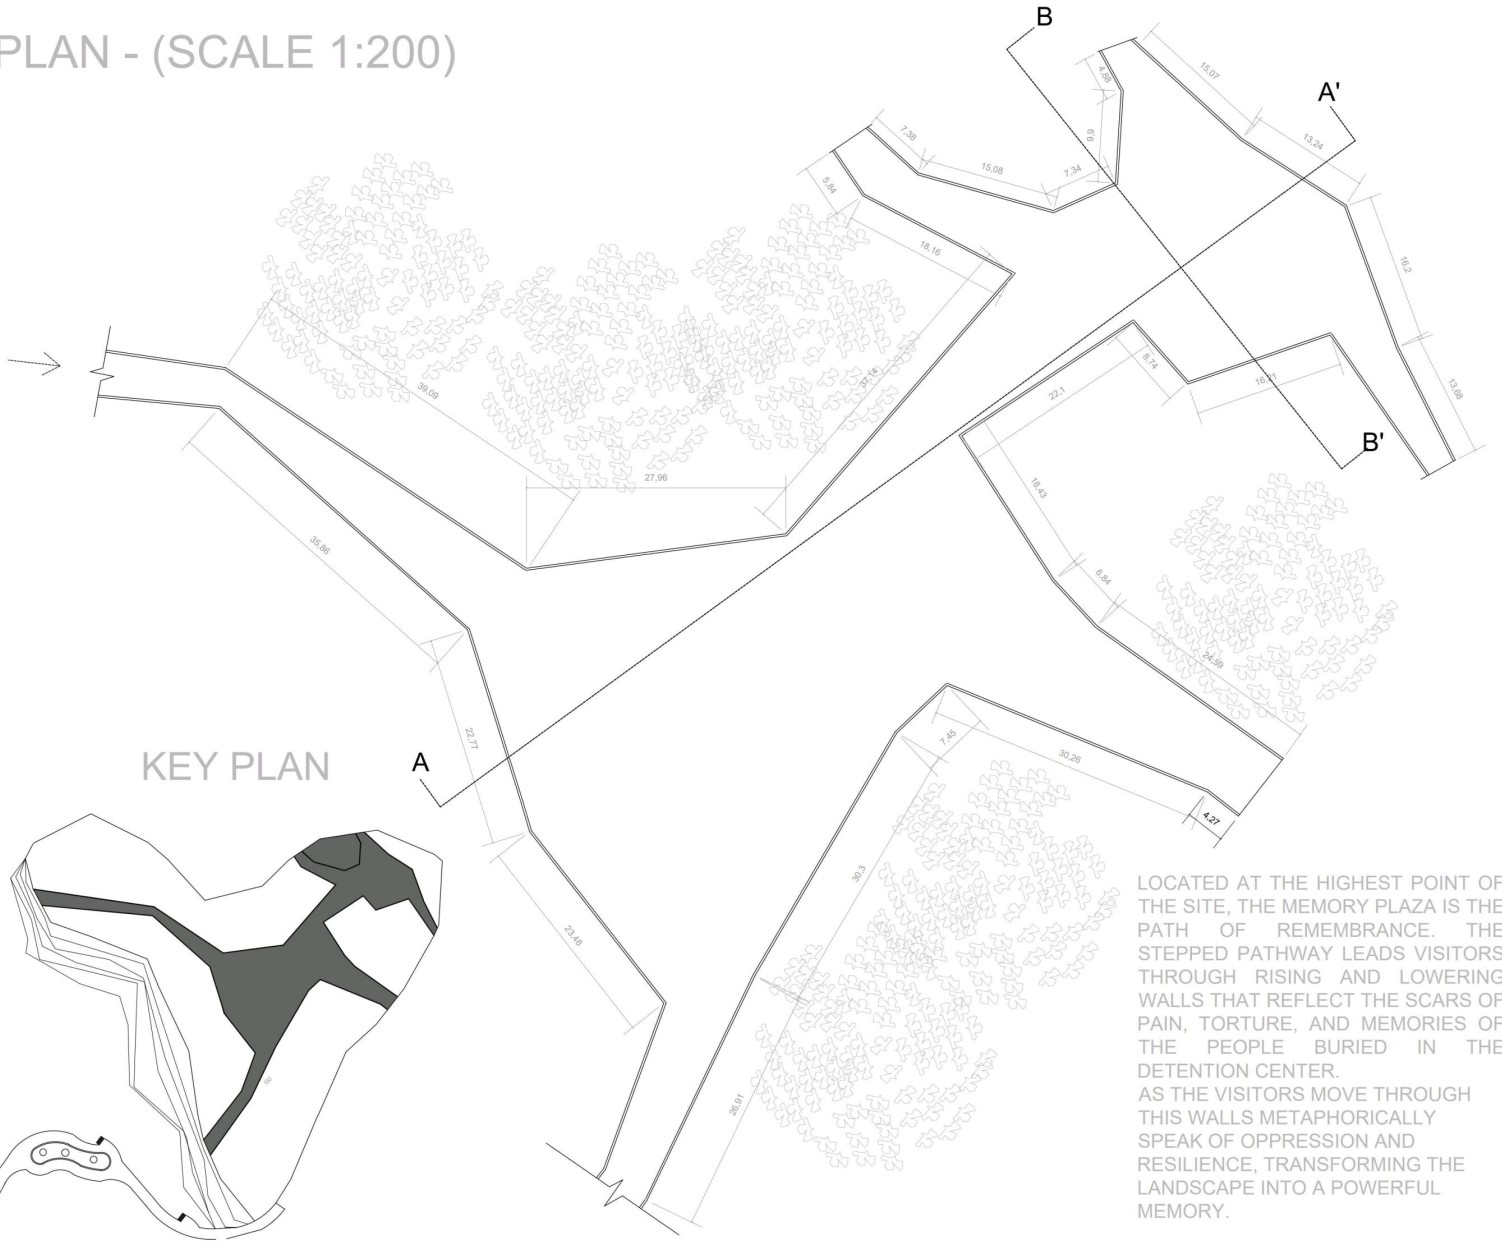 PLAN - (SCALE 1:200)
B
A'
15,07
4,88
13,24
7,38
6,6
15,08
7,34
5,84
18,16
16,2
39,09
37,14
8,74
22,1
16,21
13,68
B'
27,96
18,43
35,86
6,84
24,59
22,77
7,45
30,26
KEY PLAN
A
4,27
30,3
23,48
26,91
LOCATED AT THE HIGHEST POINT OF
THE SITE, THE MEMORY PLAZA IS THE
PATH OF REMEMBRANCE. THE
STEPPED PATHWAY LEADS VISITORS
THROUGH RISING AND LOWERING
WALLS THAT REFLECT THE SCARS OF
PAIN, TORTURE, AND MEMORIES OF
THE PEOPLE BURIED IN THE
DETENTION CENTER.
AS THE VISITORS MOVE THROUGH
THIS WALLS METAPHORICALLY
SPEAK OF OPPRESSION AND
RESILIENCE, TRANSFORMING THE
LANDSCAPE INTO A POWERFUL
MEMORY.